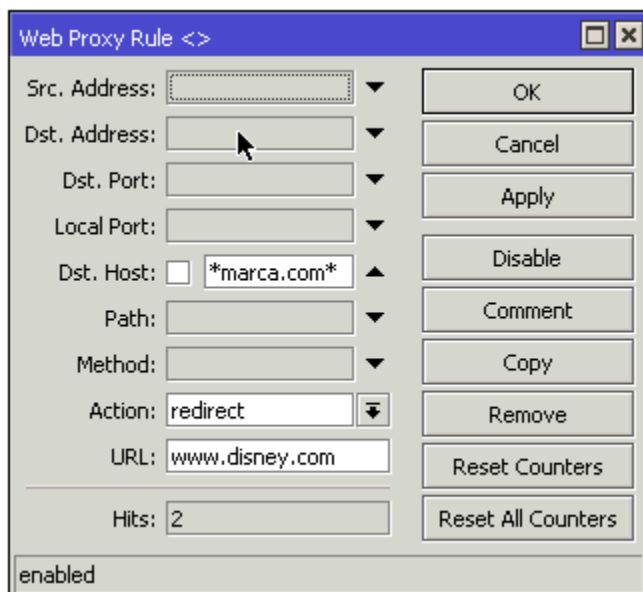 Web Proxy Rule <>
Src. Address:
OK
Dst. Address:
Cancel
Dst. Port:
Apply
Local Port:
Dst. Host: *marca.com*
Disable
Path:
Comment
Method:
Copy
Action: redirect
Remove
URL: www.disney.com
Reset Counters
Hits: 2
Reset All Counters
enabled